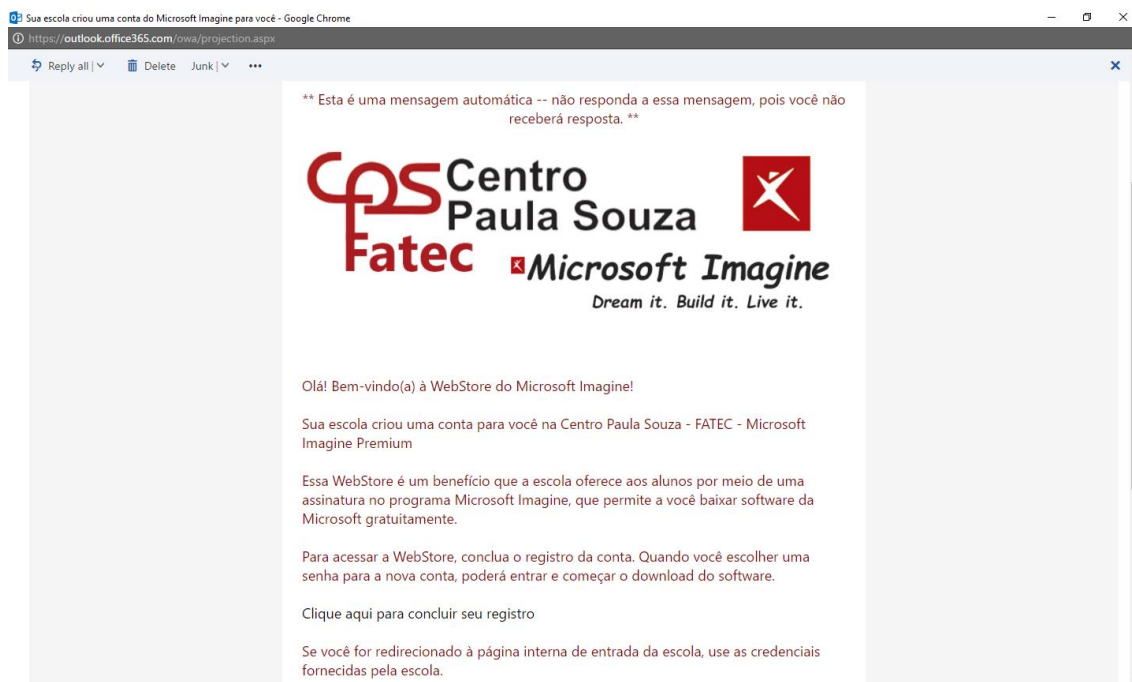 Sua escola criou uma conta do Microsoft Imagine para você - Google Chrome
https://outlook.office365.com/owa/projection.aspx
Reply all | Delete Junk | •••
** Esta é uma mensagem automática -- não responda a essa mensagem, pois você não
receberá resposta. **
cps Centro
Paula Souza
Fatec
Microsoft Imagine
Dream it. Build it. Live it.
Olá! Bem-vindo(a) à WebStore do Microsoft Imagine!
Sua escola criou uma conta para você na Centro Paula Souza - FATEC - Microsoft
Imagine Premium
Essa WebStore é um benefício que a escola oferece aos alunos por meio de uma
assinatura no programa Microsoft Imagine, que permite a você baixar software da
Microsoft gratuitamente.
Para acessar a WebStore, conclua o registro da conta. Quando você escolher uma
senha para a nova conta, poderá entrar e começar o download do software.
Clique aqui para concluir seu registro
Se você for redirecionado à página interna de entrada da escola, use as credenciais
fornecidas pela escola.